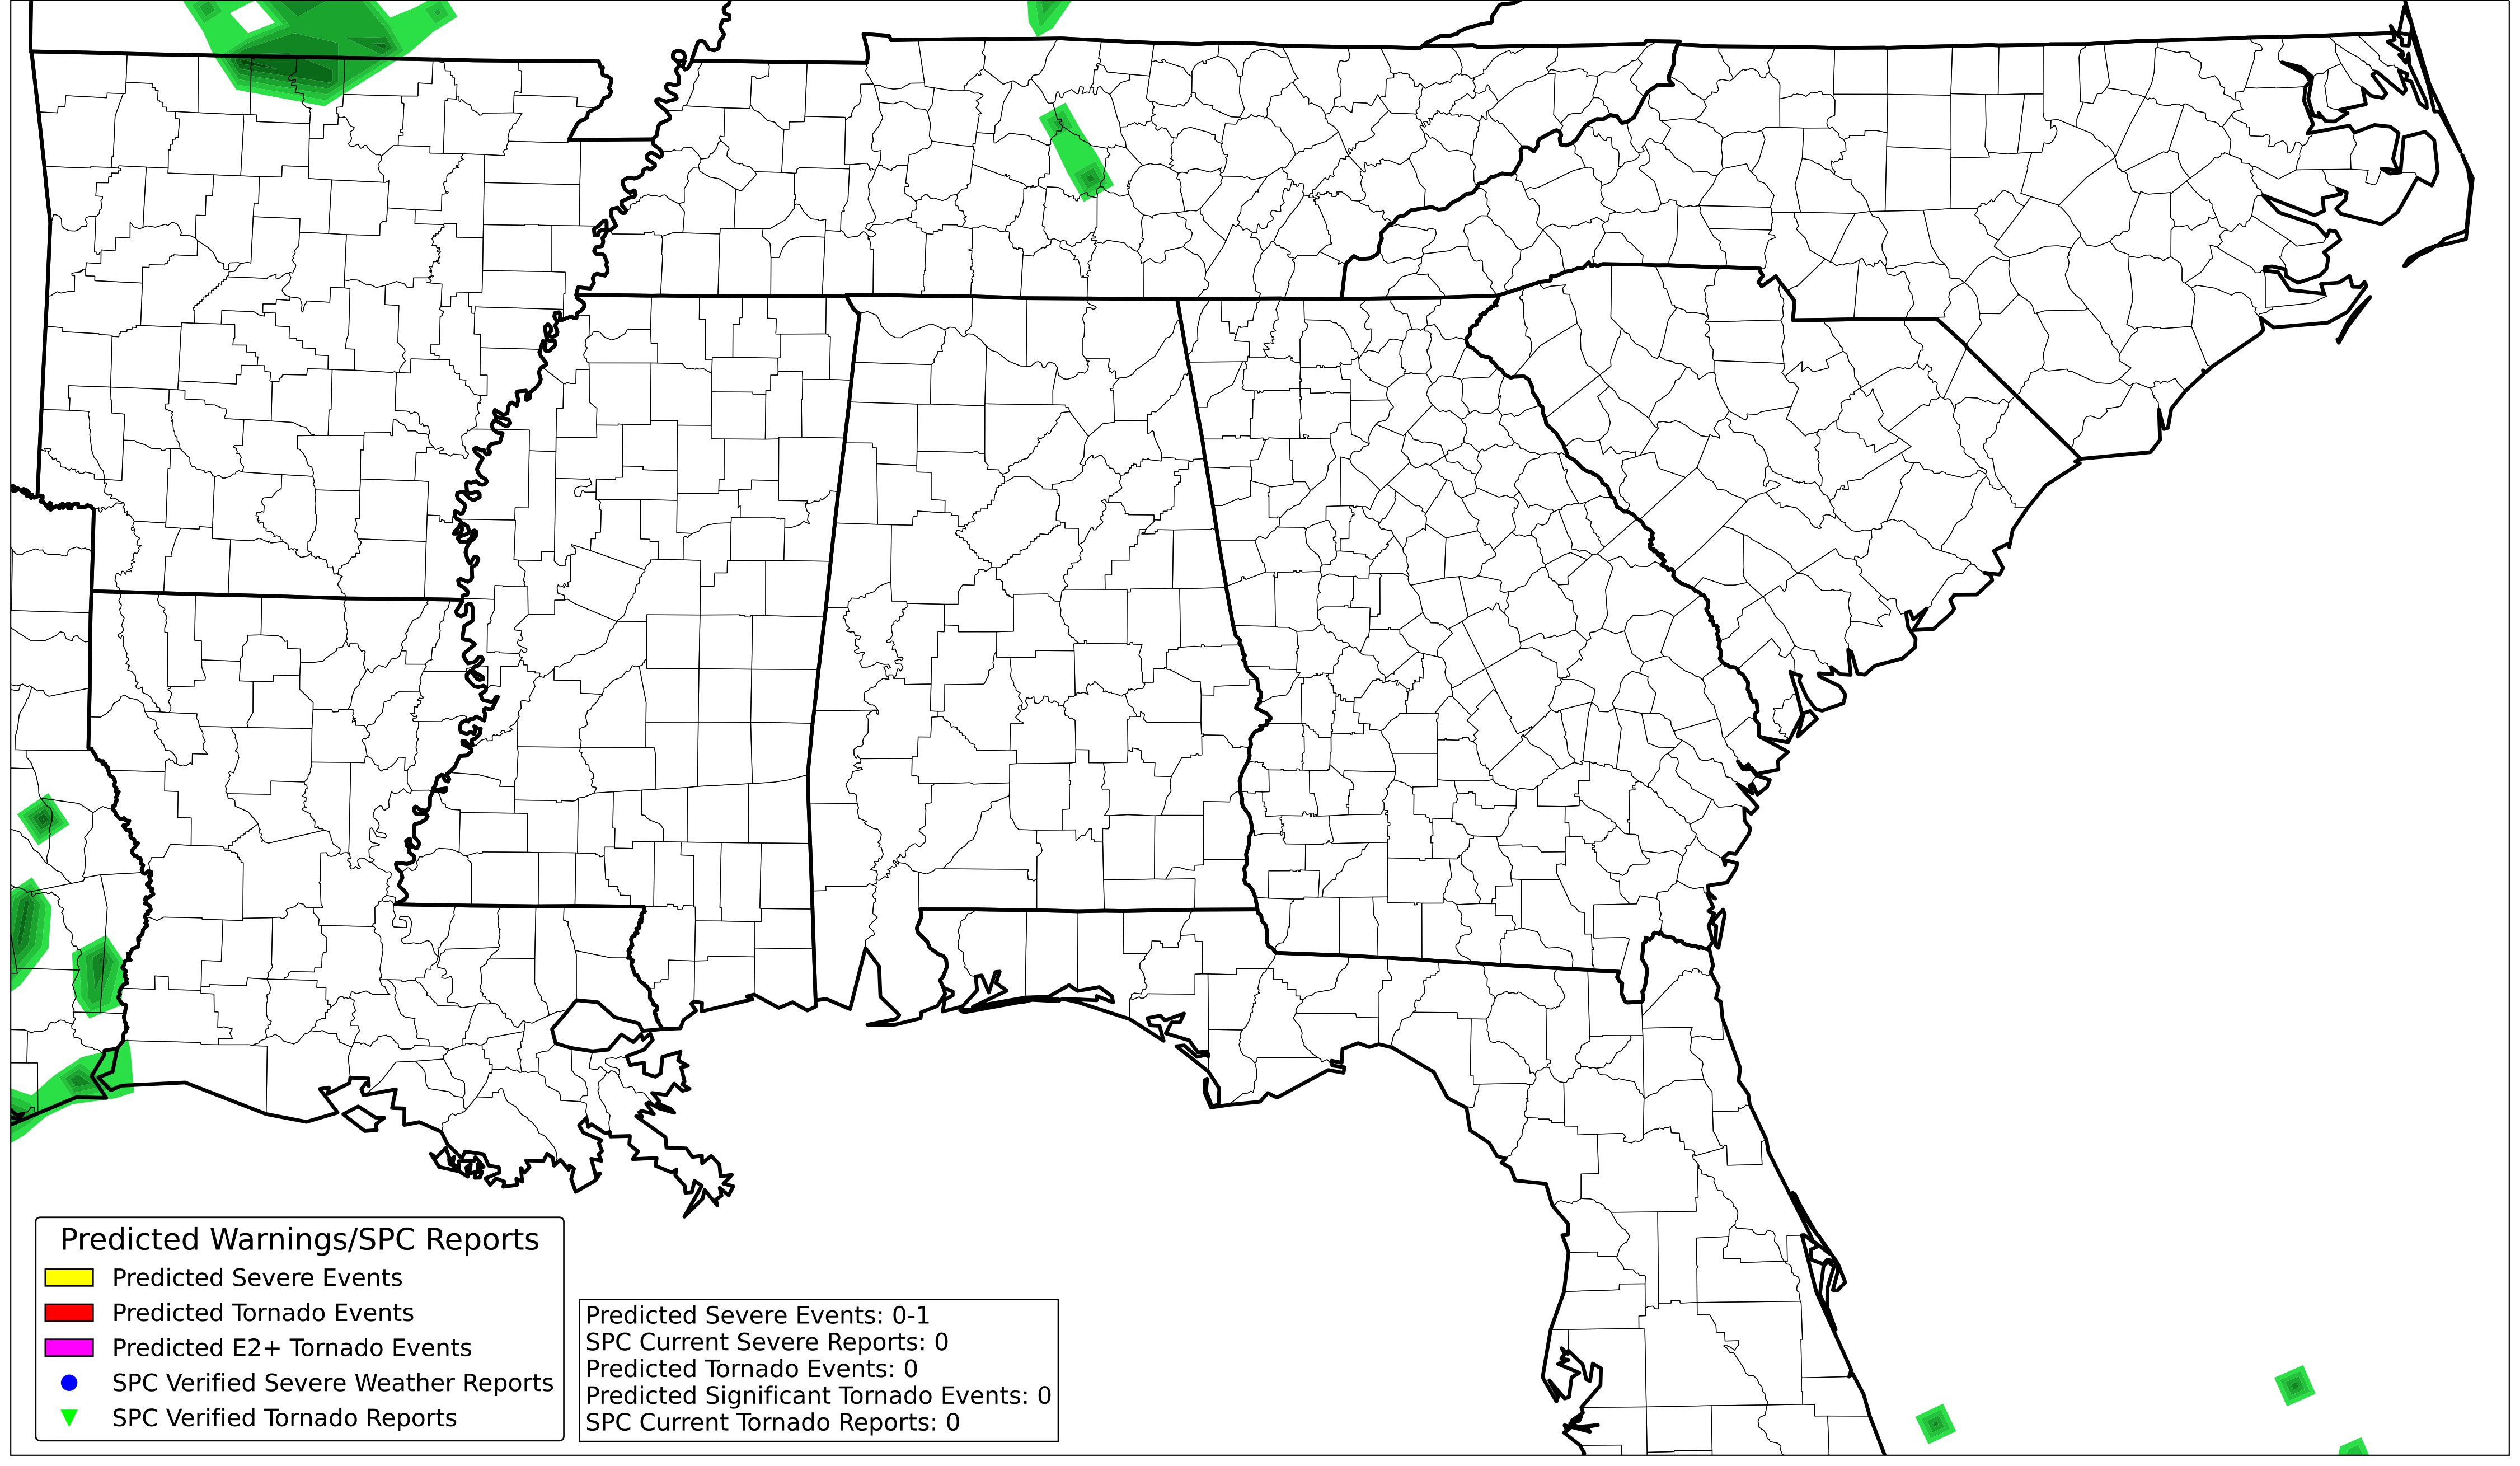 Predicted Warnings/SPC Reports
Predicted Severe Events
Predicted Tornado Events
Predicted E2+ Tornado Events
SPC Verified Severe Weather Reports
SPC Verified Tornado Reports
Predicted Severe Events: 0-1
SPC Current Severe Reports: 0
Predicted Tornado Events: 0
Predicted Significant Tornado Events: 0
SPC Current Tornado Reports: 0